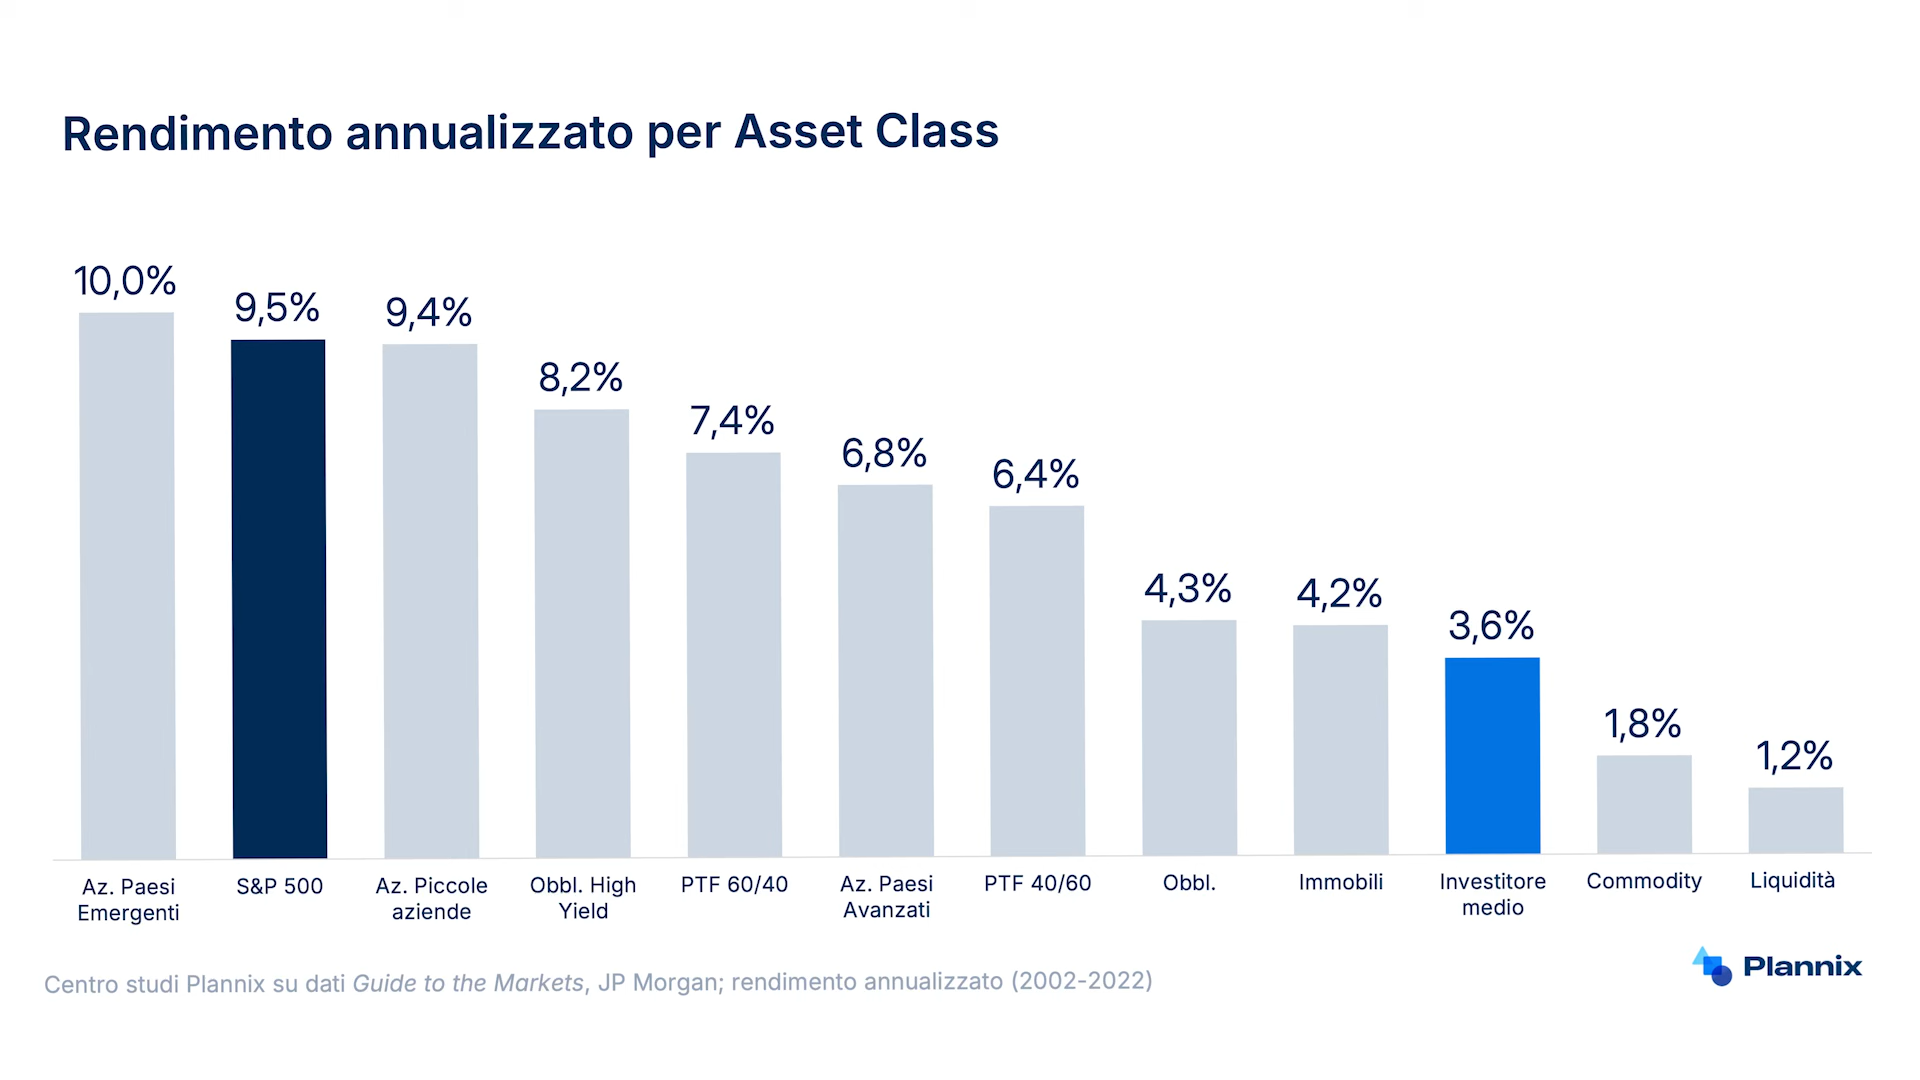 Rendimento annualizzato per Asset Class
10,0%
9,5%
9,4%
8,2%
7,4%
6,8%
6,4%
4,3%
4,2%
3,6%
1,8%
1,2%
Az. Paesi
Emergenti
S&P 500
Az. Piccole
aziende
Obbl. High
Yield
PTF 60/40
Az. Paesi
Avanzati
PTF 40/60
Obbl.
Immobili
Investitore
medio
Commodity
Liquidità
Centro studi Plannix su dati Guide to the Markets, JP Morgan; rendimento annualizzato (2002-2022)
Plannix